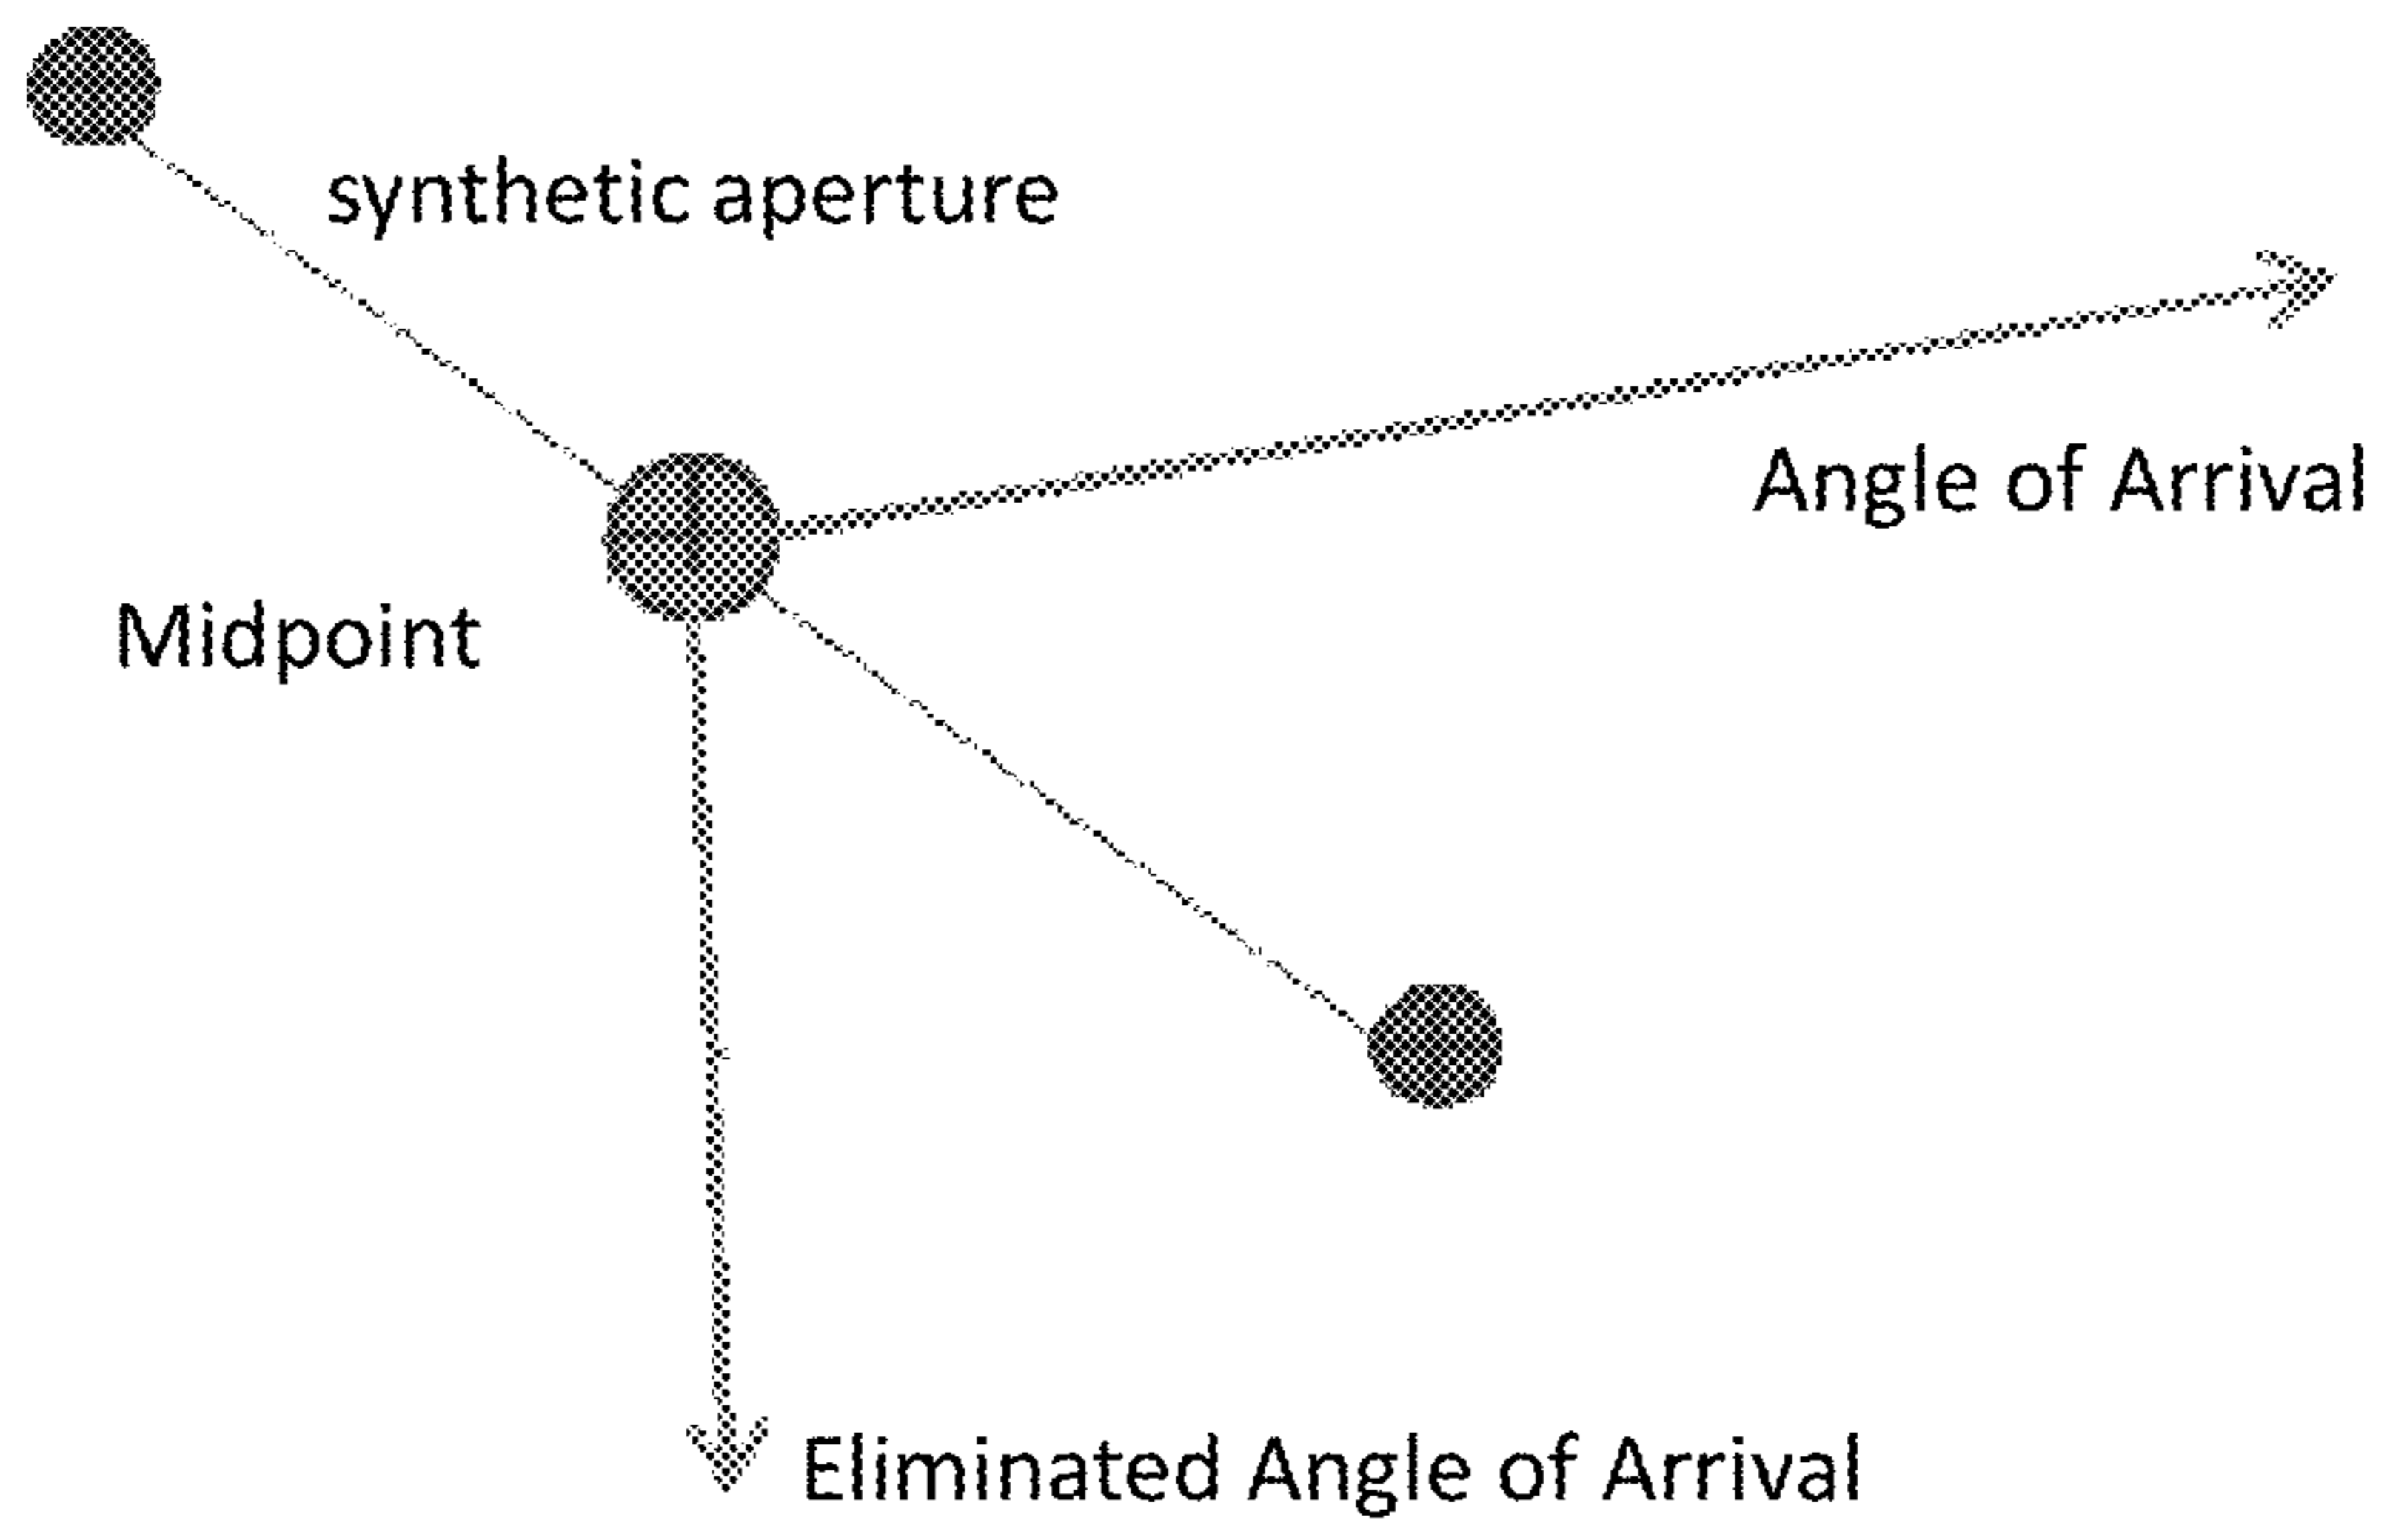 synthetic aperture
Angle of Arrival
Midpoint
Eliminated Angle of Arrival